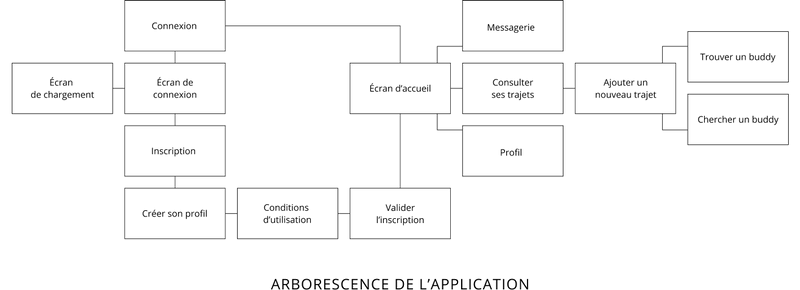 Connexion
Messagerie
Trouver un buddy
Écran
de chargement
Écran de
connexion
Écran d’accueil
Consulter
ses trajets
Ajouter un
nouveau trajet
Chercher un buddy
Inscription
Profil
Créer son profil
Conditions
d’utilisation
Valider
l’inscription
ARBORESCENCE DE L’APPLICATION